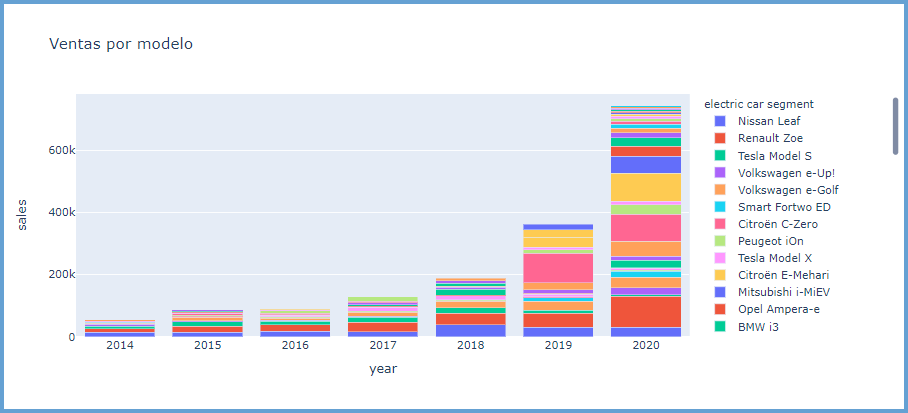 Ventas por modelo
electric car segment
Nissan Leaf
Renault Zoe
Tesla Model S
Volkswagen e-Up!
Volkswagen e-Golf
Smart Fortwo ED
Citroën C-Zero
Peugeot iOn
Tesla Model X
Citroën E-Mehari
Mitsubishi i-MiEV
Opel Ampera-e
BMW i3
sales
600k
400k
200k
0
2014 2015 2016 2017 2018 2019 2020
year